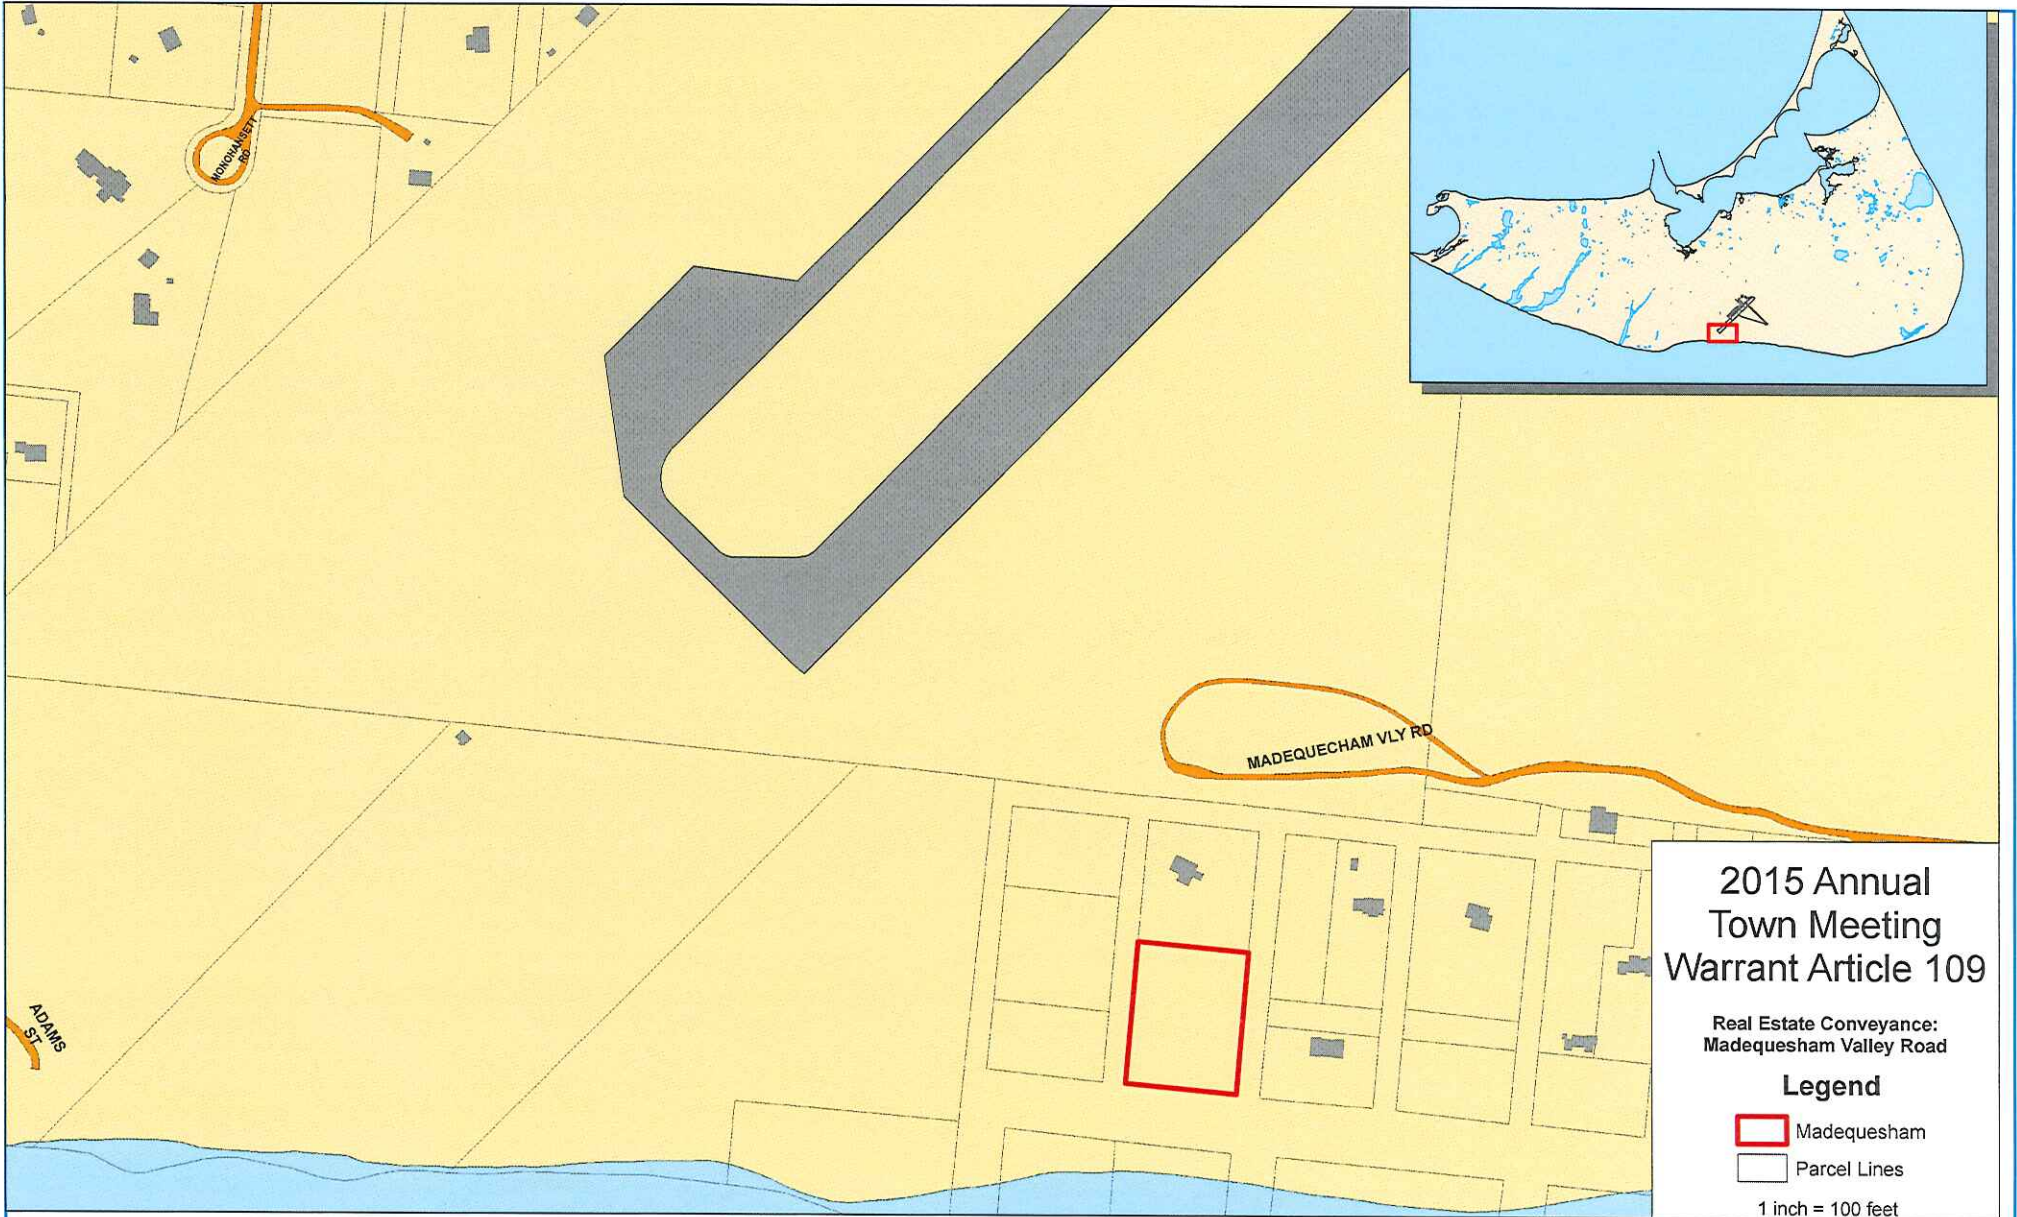 MONOHANSETT
RD
MADEQUECHAM VLY RD
ADAMS
ST
2015 Annual
Town Meeting
Warrant Article 109
Real Estate Conveyance:
Madequesham Valley Road
Legend
Madequesham
Parcel Lines
1 inch = 100 feet